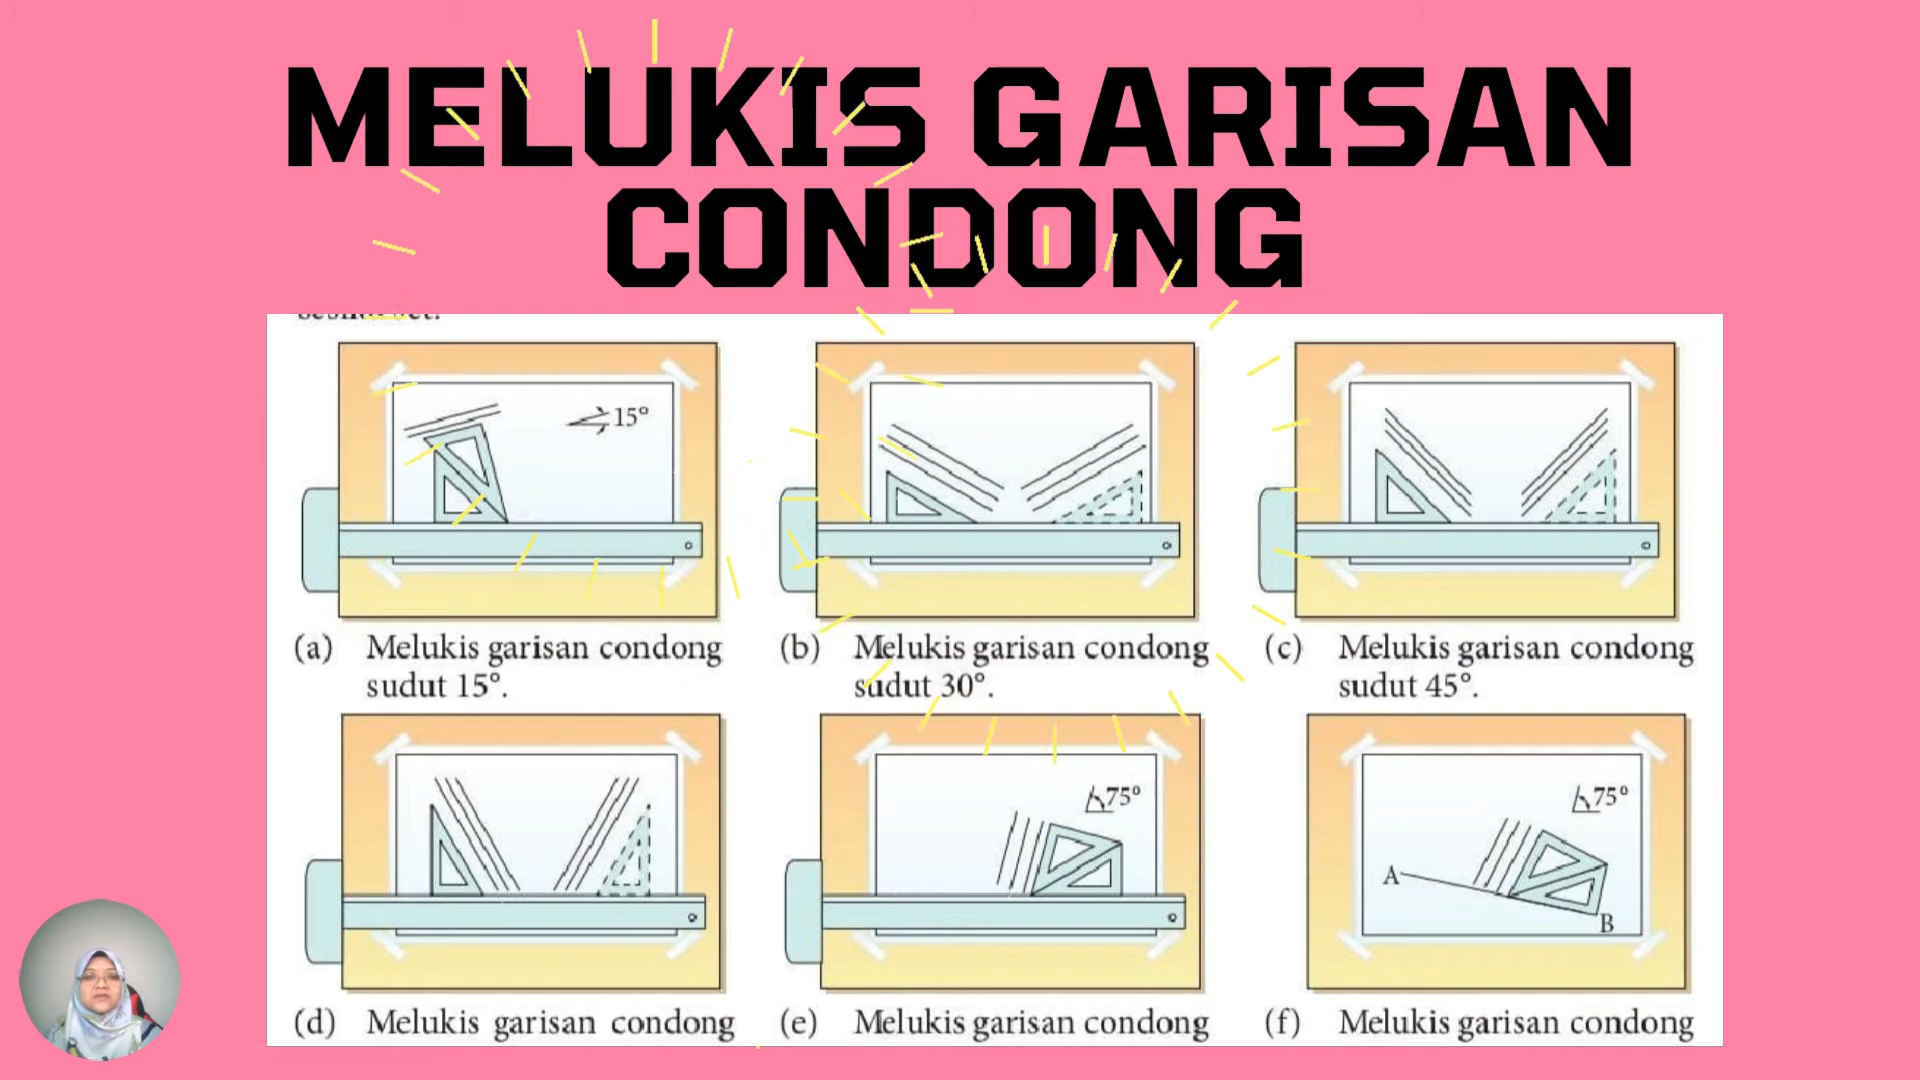 MELUKIS GARISAN
CONDONG
15°
(a) Melukis garisan condong
sudut 15°.
(b) Melukis garisan condong
sudut 30°.
(c) Melukis garisan condong
sudut 45°.
75°
75°
A
B
(d) Melukis garisan condong
(e) Melukis garisan condong
(f) Melukis garisan condong